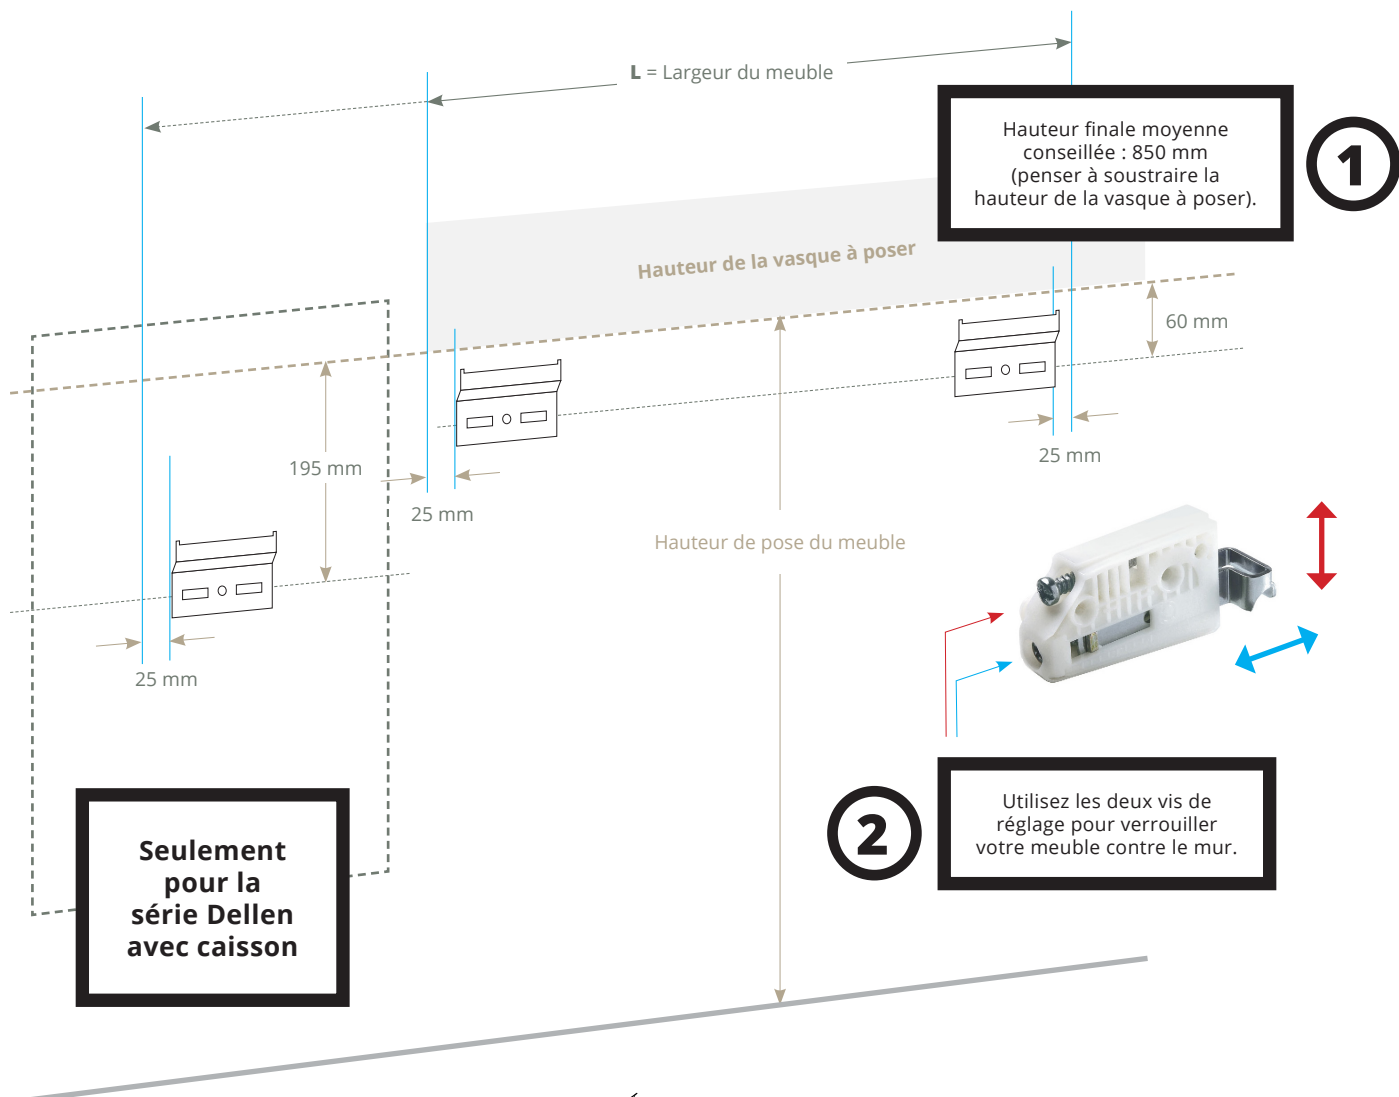 L = Largeur du meuble
Hauteur finale moyenne
conseillée : 850 mm
(penser à soustraire la
hauteur de la vasque à poser).
1
Hauteur de la vasque à poser
60 mm
195 mm
25 mm
25 mm
Hauteur de pose du meuble
25 mm
2
Utilisez les deux vis de
réglage pour verrouiller
votre meuble contre le mur.
Seulement
pour la
série Dellen
avec caisson